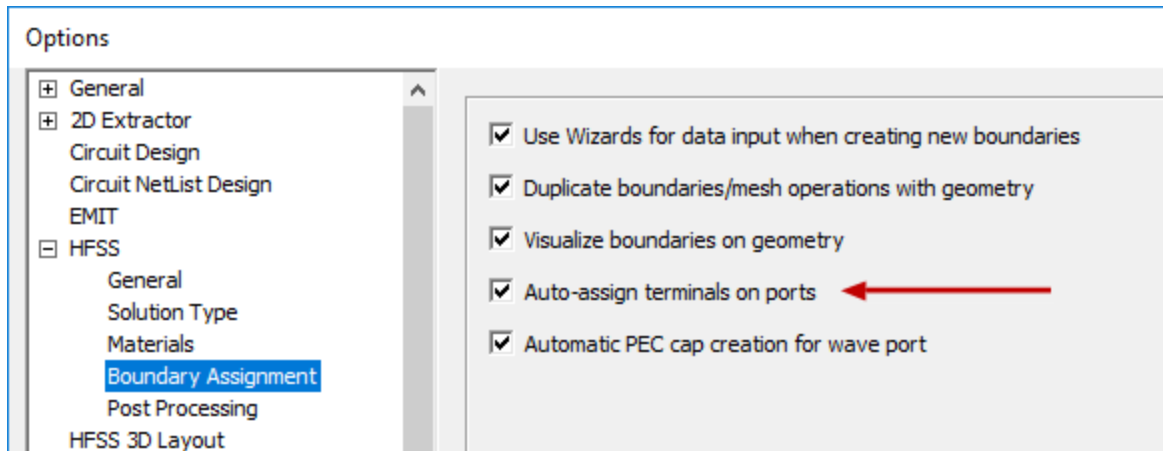 Options
General
2D Extractor
Circuit Design
Circuit NetList Design
EMIT
HFSS
General
Solution Type
Materials
Boundary Assignment
Post Processing
HFSS 3D Layout
Use Wizards for data input when creating new boundaries
Duplicate boundaries/mesh operations with geometry
Visualize boundaries on geometry
Auto-assign terminals on ports
Automatic PEC cap creation for wave port